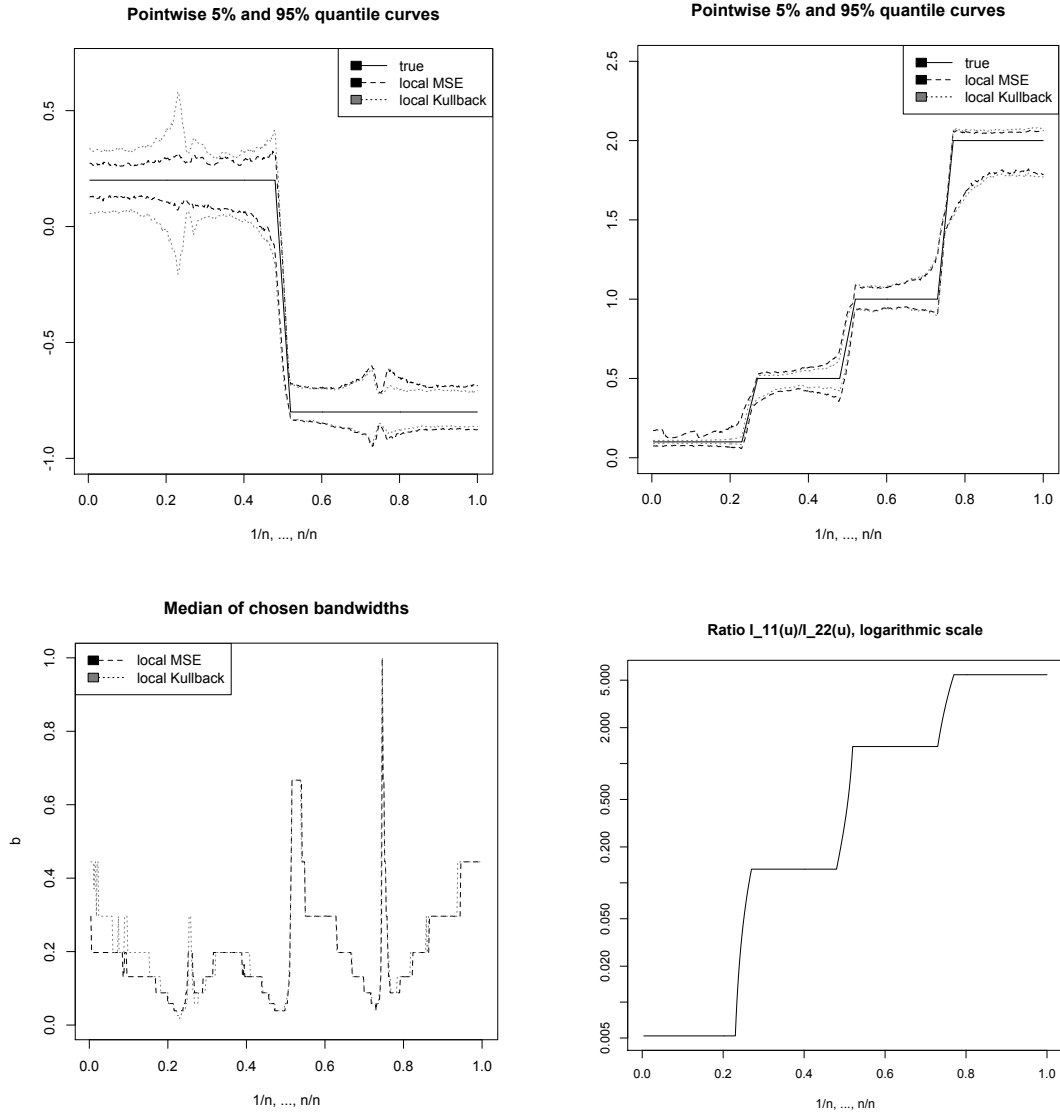 Pointwise 5% and 95% quantile curves
true
local MSE
local Kullback
0.5
0.0
-0.5
-1.0
0.0 0.2 0.4 0.6 0.8 1.0
1/n, ..., n/n
Pointwise 5% and 95% quantile curves
true
local MSE
local Kullback
2.5
2.0
1.5
1.0
0.5
0.0
0.0 0.2 0.4 0.6 0.8 1.0
1/n, ..., n/n
Median of chosen bandwidths
local MSE
local Kullback
b
1.0
0.8
0.6
0.4
0.2
0.0
0.0 0.2 0.4 0.6 0.8 1.0
1/n, ..., n/n
Ratio I_11(u)/I_22(u), logarithmic scale
5.000
2.000
0.500
0.200
0.050
0.020
0.005
0.0 0.2 0.4 0.6 0.8 1.0
1/n, ..., n/n